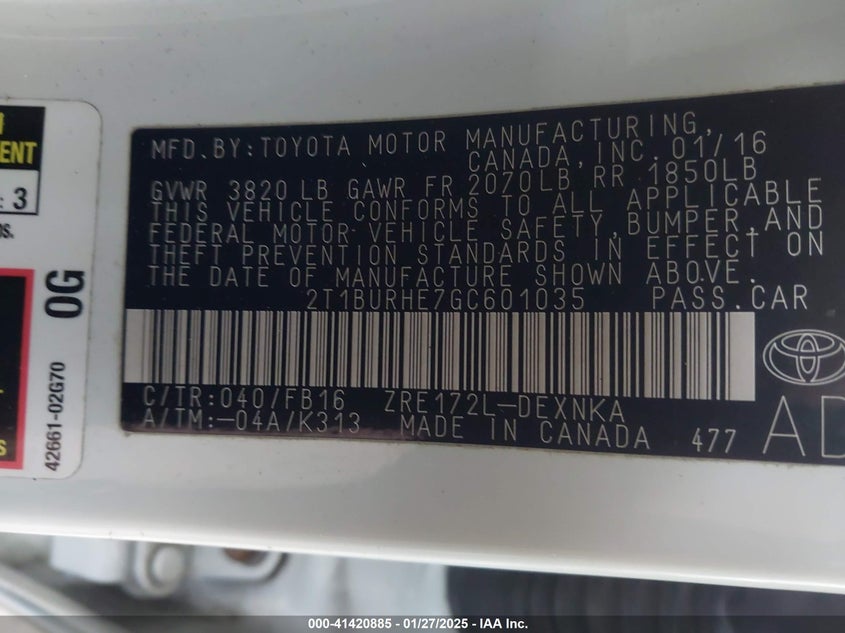 MFD.BY:TOYOTA MOTOR MANUFACTURING,
CANADA,INC. 01/16
GVWR 3820 LB GAWR FR 2070LB RR 1850LB
THIS VEHICLE CONFORMS TO ALL APPLICABLE
FEDERAL MOTOR VEHICLE SAFETY,BUMPER,AND
THEFT PREVENTION STANDARDS IN EFFECT ON
THE DATE OF MANUFACTURE SHOWN ABOVE.
2T1BURHE7GC601035 PASS.CAR
C/TR:040/FB16 ZRE172L-DEXNKA
A/TM:-04A/K313 MADE IN CANADA 477
AD
: 3
0G
42661-02G70
000-41420885 - 01/27/2025 - IAA Inc.